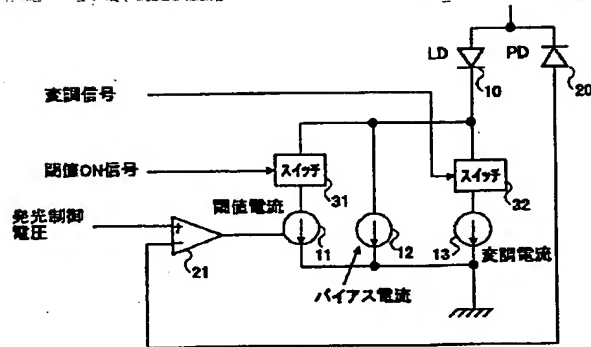 LD
PD
10
20
変調信号
閾値ON信号
スイッチ
31
スイッチ
32
閾値電流
発光制御
電圧
+
−
21
11
12
13
変調電流
バイアス電流